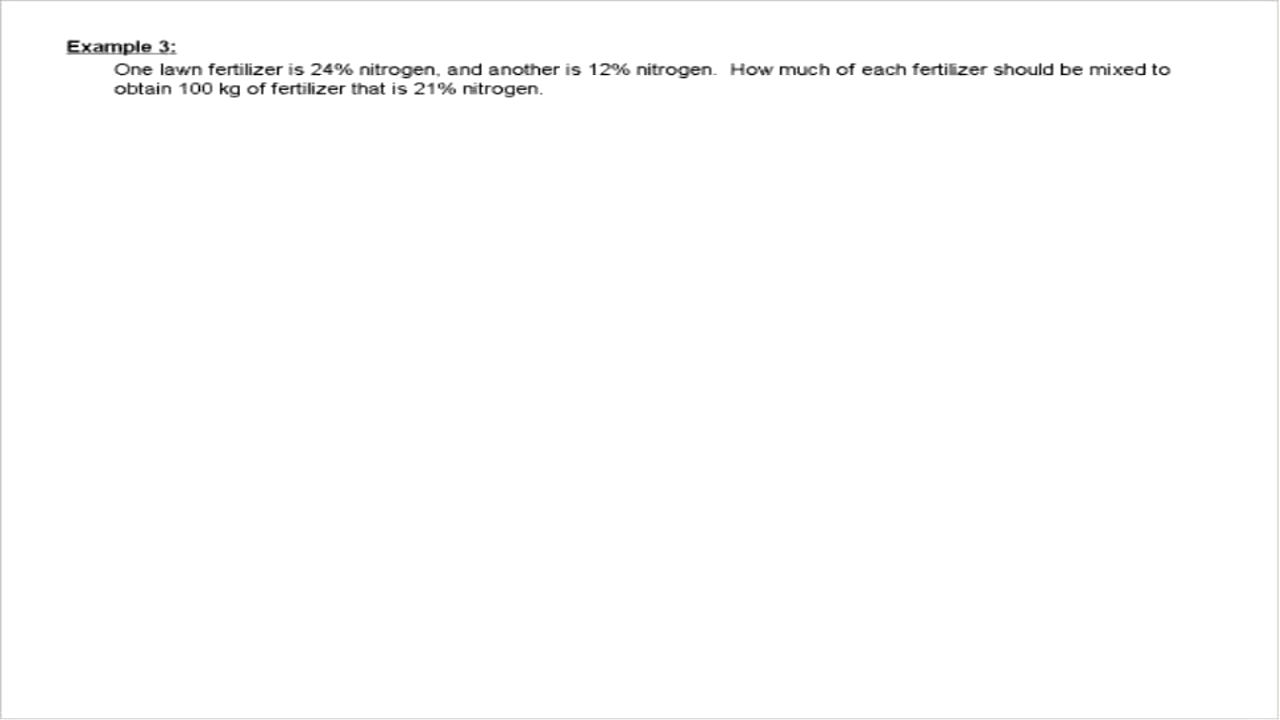 Example 3:
One lawn fertilizer is 24% nitrogen, and another is 12% nitrogen.  How much of each fertilizer should be mixed to
obtain 100 kg of fertilizer that is 21% nitrogen.